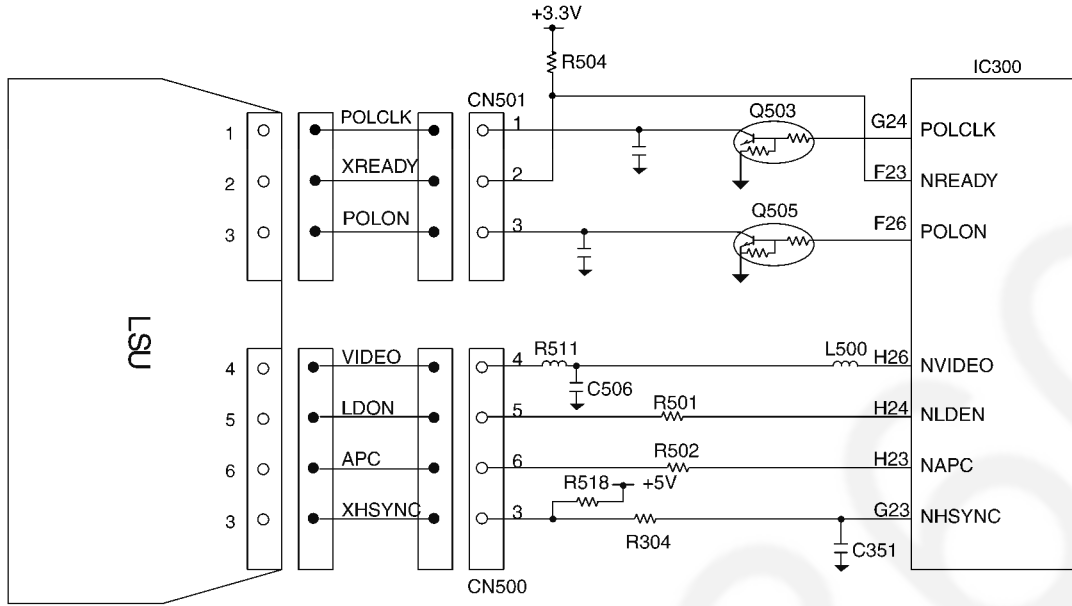 +3.3V
R504
IC300
CN501
1 POLCLK 1 Q503 G24 POLCLK
2 XREADY 2 F23 NREADY
3 POLON 3 Q505 F26 POLON
LSU
4 VIDEO 4 R511 C506 L500 H26 NVIDEO
5 LDON 5 R501 H24 NLDEN
6 APC 6 R502 H23 NAPC
R518 +5V
3 XHSYNC 3 R304 G23 NHSYNC
C351
CN500